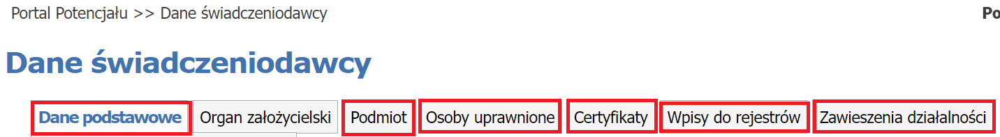 Portal Potencjału >> Dane świadczeniodawcy
Po
Dane świadczeniodawcy
Dane podstawowe Organ założycielski Podmiot Osoby uprawnione Certyfikaty Wpisy do rejestrów Zawieszenia działalności